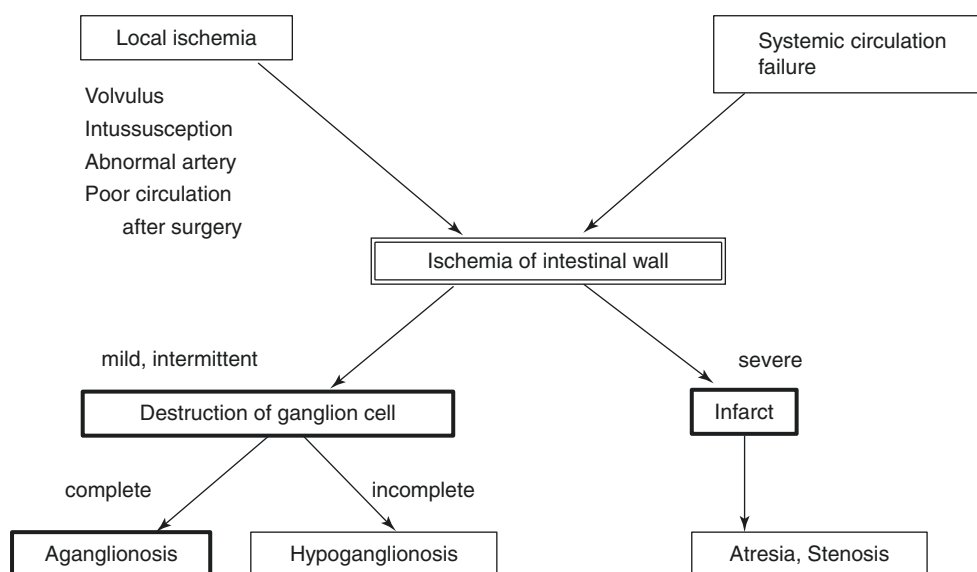 Local ischemia
Systemic circulation
failure
Volvulus
Intussusception
Abnormal artery
Poor circulation
after surgery
Ischemia of intestinal wall
mild, intermittent
severe
Destruction of ganglion cell
Infarct
complete
incomplete
Aganglionosis
Hypoganglionosis
Atresia, Stenosis